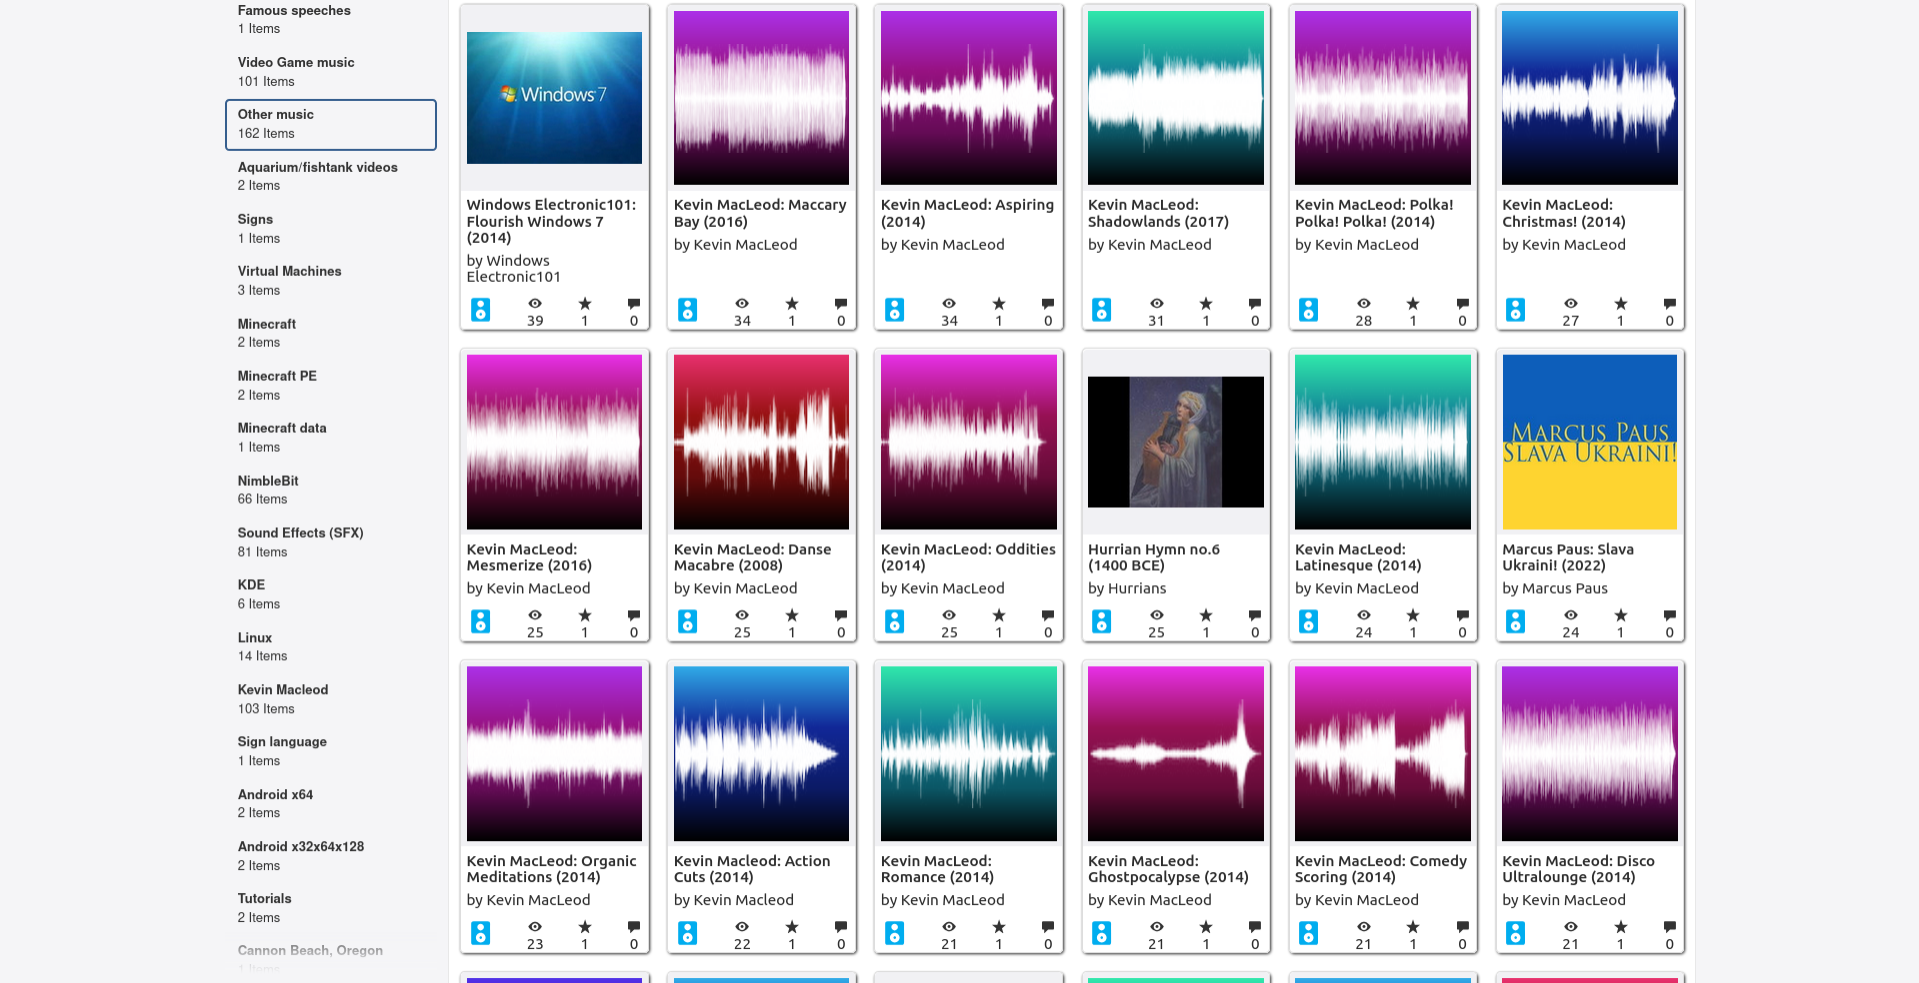 Famous speeches
1 Items
Video Game music
101 Items
Other music
162 Items
Aquarium/fishtank videos
2 Items
Signs
1 Items
Virtual Machines
3 Items
Minecraft
2 Items
Minecraft PE
2 Items
Minecraft data
1 Items
NimbleBit
66 Items
Sound Effects (SFX)
81 Items
KDE
6 Items
Linux
14 Items
Kevin Macleod
103 Items
Sign language
1 Items
Android x64
2 Items
Android x32x64x128
2 Items
Tutorials
2 Items
Cannon Beach, Oregon
1 Items
Windows 7
Windows Electronic101:
Flourish Windows 7
(2014)
by Windows
Electronic101
39 1 0
Kevin MacLeod: Maccary
Bay (2016)
by Kevin MacLeod
34 1 0
Kevin MacLeod: Aspiring
(2014)
by Kevin MacLeod
34 1 0
Kevin MacLeod:
Shadowlands (2017)
by Kevin MacLeod
31 1 0
Kevin MacLeod: Polka!
Polka! Polka! (2014)
by Kevin MacLeod
28 1 0
Kevin MacLeod:
Christmas! (2014)
by Kevin MacLeod
27 1 0
Kevin MacLeod:
Mesmerize (2016)
by Kevin MacLeod
25 1 0
Kevin MacLeod: Danse
Macabre (2008)
by Kevin MacLeod
25 1 0
Kevin MacLeod: Oddities
(2014)
by Kevin MacLeod
25 1 0
Hurrian Hymn no.6
(1400 BCE)
by Hurrians
25 1 0
Kevin MacLeod:
Latinesque (2014)
by Kevin MacLeod
24 1 0
Marcus Paus
Slava Ukraini!
Marcus Paus: Slava
Ukraini! (2022)
by Marcus Paus
24 1 0
Kevin MacLeod: Organic
Meditations (2014)
by Kevin MacLeod
23 1 0
Kevin Macleod: Action
Cuts (2014)
by Kevin Macleod
22 1 0
Kevin MacLeod:
Romance (2014)
by Kevin MacLeod
21 1 0
Kevin MacLeod:
Ghostpocalypse (2014)
by Kevin MacLeod
21 1 0
Kevin MacLeod: Comedy
Scoring (2014)
by Kevin MacLeod
21 1 0
Kevin MacLeod: Disco
Ultralounge (2014)
by Kevin MacLeod
21 1 0